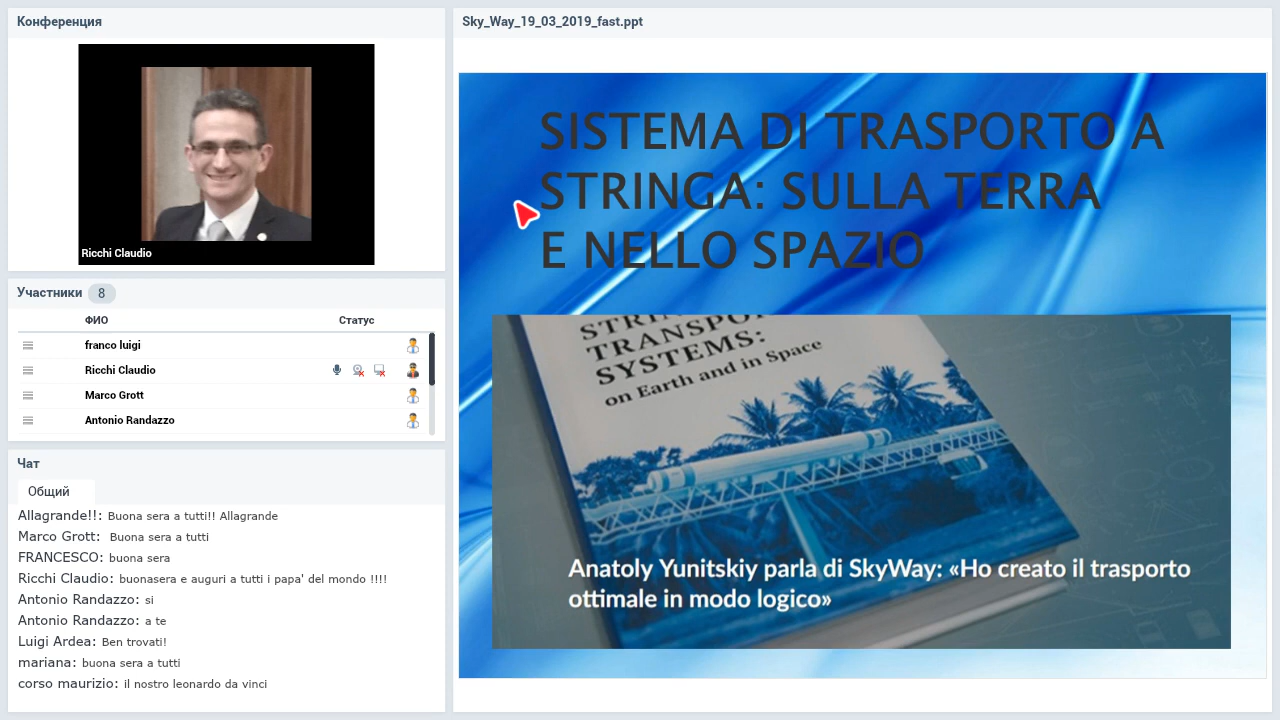 Конференция
Ricchi Claudio
Участники 8
ФИО Статус
franco luigi
Ricchi Claudio
Marco Grott
Antonio Randazzo
Чат
Общий
Allagrande!!: Buona sera a tutti!! Allagrande
Marco Grott: Buona sera a tutti
FRANCESCO: buona sera
Ricchi Claudio: buonasera e auguri a tutti i papa' del mondo !!!!
Antonio Randazzo: si
Antonio Randazzo: a te
Luigi Ardea: Ben trovati!
mariana: buona sera a tutti
corso maurizio: il nostro leonardo da vinci
Sky_Way_19_03_2019_fast.ppt
SISTEMA DI TRASPORTO A
STRINGA: SULLA TERRA
E NELLO SPAZIO
SYSTEMS:
on Earth and in Space
Anatoly Yunitskiy parla di SkyWay: «Ho creato il trasporto
ottimale in modo logico»